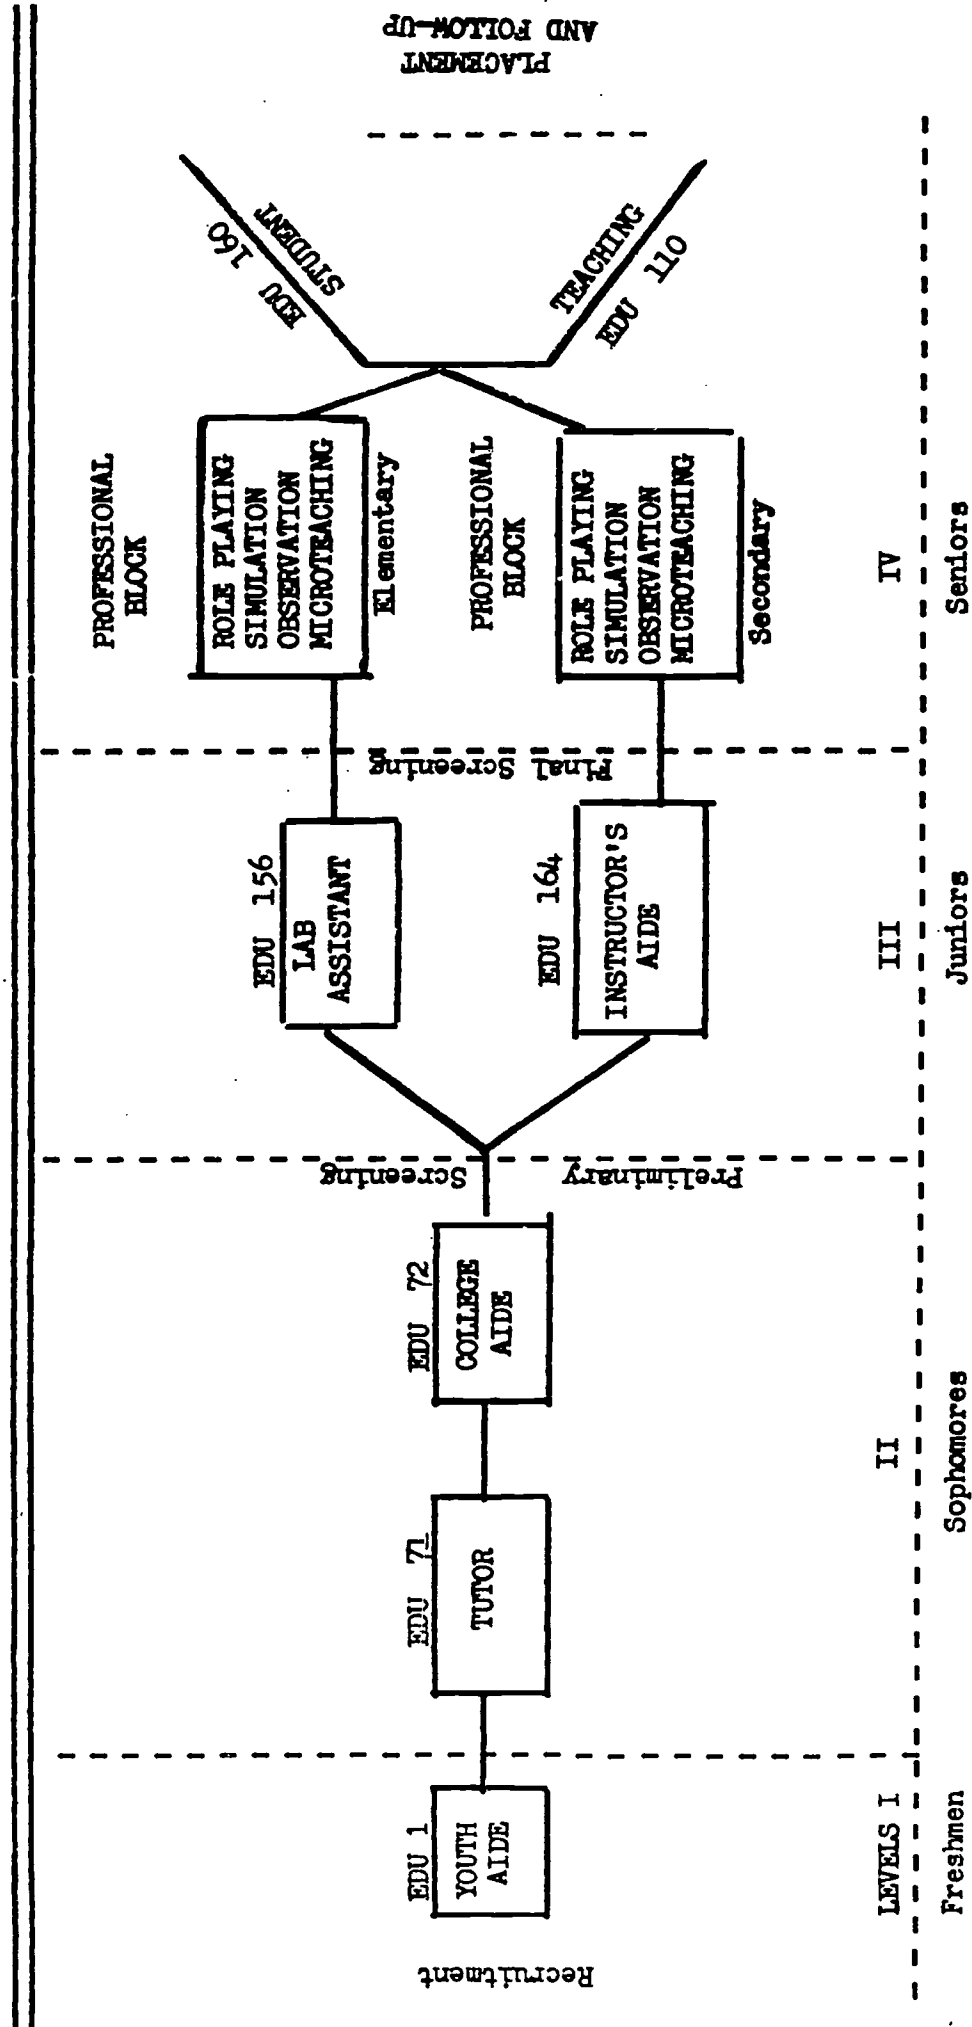 Recruitment
EDU 1
YOUTH
AIDE
EDU 71
TUTOR
EDU 72
COLLEGE
AIDE
Preliminary
Screening
EDU 156
LAB
ASSISTANT
EDU 164
INSTRUCTOR'S
AIDE
Final Screening
PROFESSIONAL
BLOCK
ROLE PLAYING
SIMULATION
OBSERVATION
MICROTEACHING
Elementary
PROFESSIONAL
BLOCK
ROLE PLAYING
SIMULATION
OBSERVATION
MICROTEACHING
Secondary
EDU 160
STUDENT
TEACHING
EDU 110
PLACEMENT
AND FOLLOW-UP
LEVELS I
II
III
IV
Freshmen
Sophomores
Juniors
Seniors